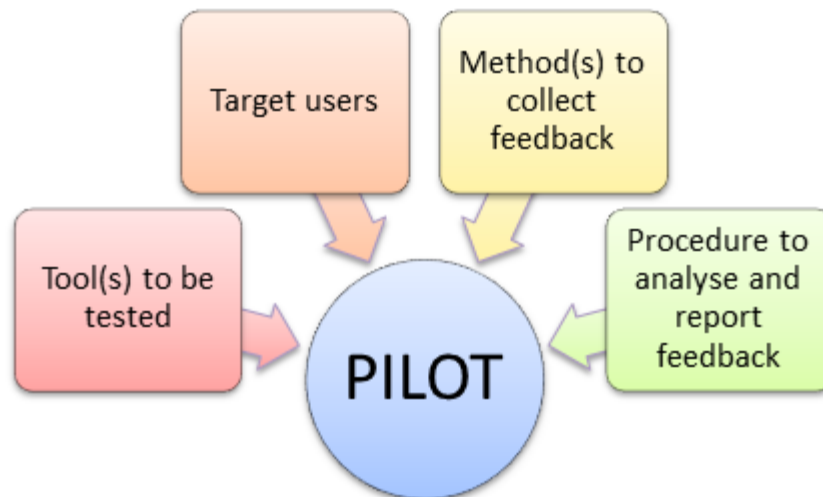 Target users
Method(s) to
collect
feedback
Tool(s) to be
tested
Procedure to
analyse and
report
feedback
PILOT